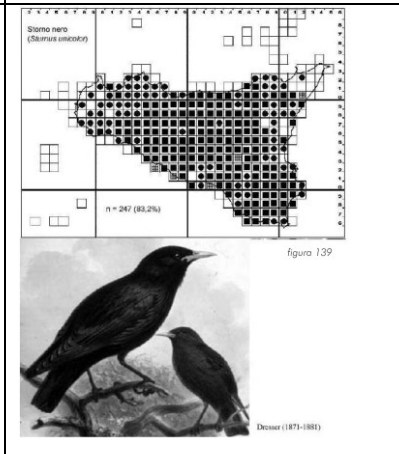 Storno nero
(Sturnus unicolor)
n = 247 (83,2%)
figura 139
Dresser (1871-1881)